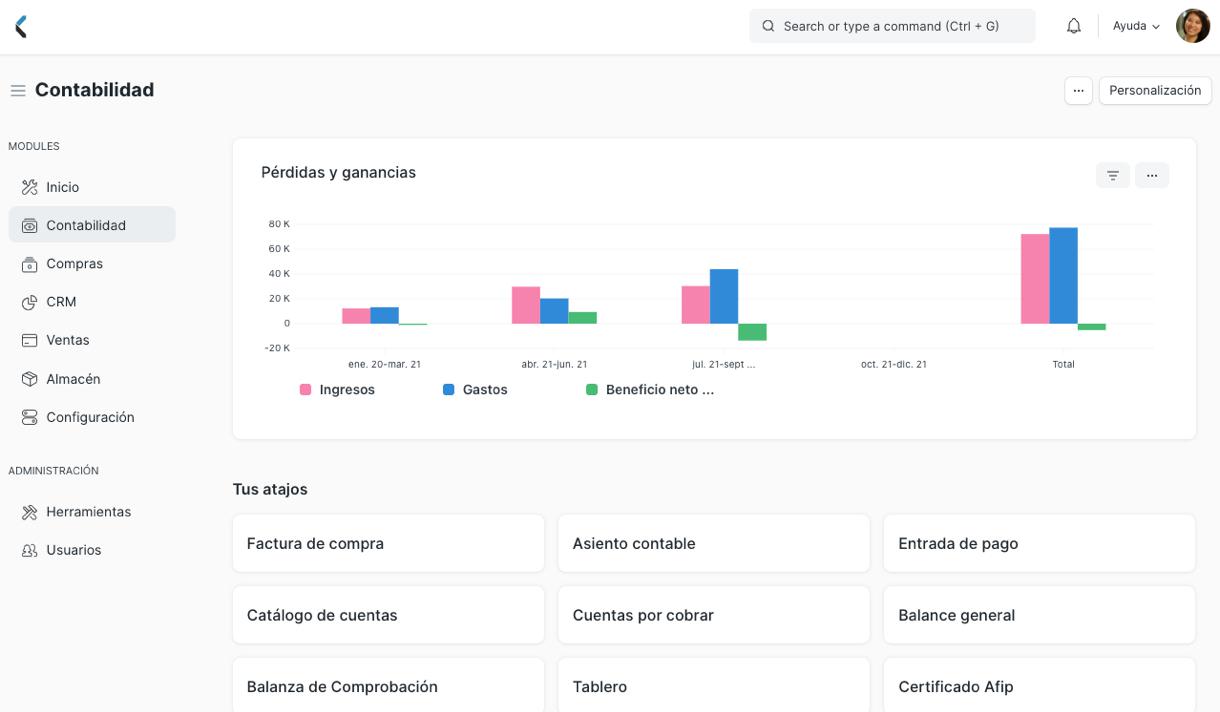 Search or type a command (Ctrl + G)
Ayuda
Contabilidad
...
Personalización
MODULES
Inicio
Contabilidad
Compras
CRM
Ventas
Almacén
Configuración
ADMINISTRACIÓN
Herramientas
Usuarios
Pérdidas y ganancias
...
80 K
60 K
40 K
20 K
0
-20 K
ene. 20-mar. 21
abr. 21-jun. 21
jul. 21-sept ...
oct. 21-dic. 21
Total
Ingresos
Gastos
Beneficio neto ...
Tus atajos
Factura de compra
Asiento contable
Entrada de pago
Catálogo de cuentas
Cuentas por cobrar
Balance general
Balanza de Comprobación
Tablero
Certificado Afip